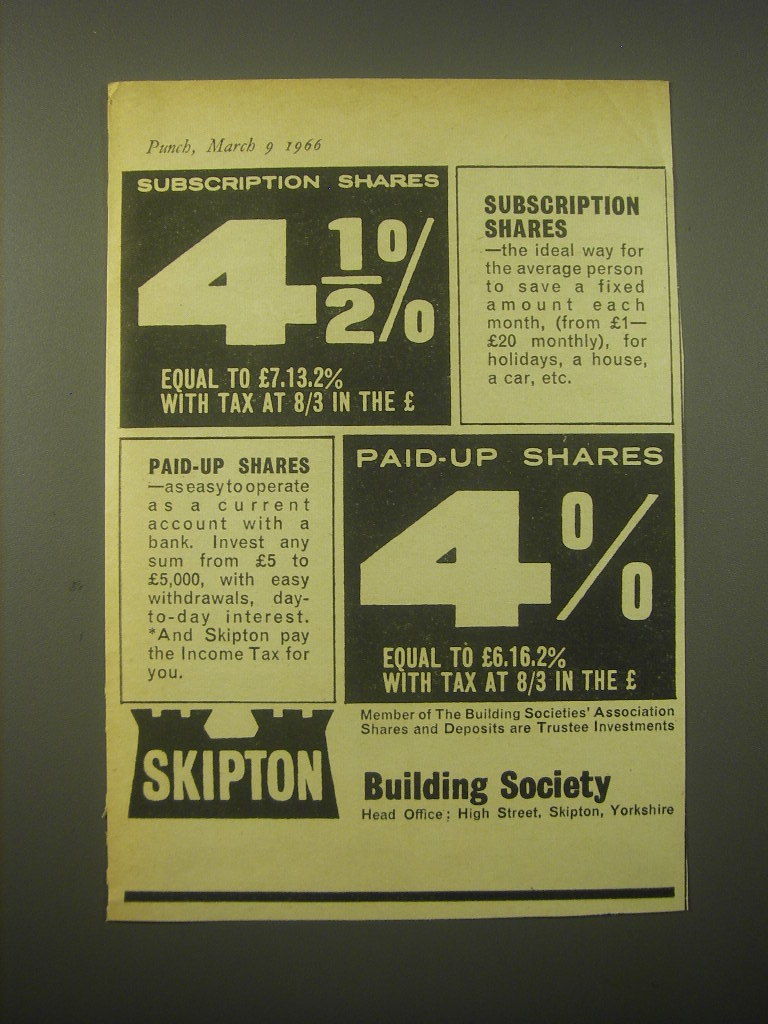 Punch, March 9 1966
SUBSCRIPTION SHARES
4 1/2 %
EQUAL TO £7.13.2%
WITH TAX AT 8/3 IN THE £
SUBSCRIPTION
SHARES
—the ideal way for
the average person
to save a fixed
amount each
month, (from £1—
£20 monthly), for
holidays, a house,
a car, etc.
PAID-UP SHARES
—as easy to operate
as a current
account with a
bank. Invest any
sum from £5 to
£5,000, with easy
withdrawals, day-
to-day interest.
*And Skipton pay
the Income Tax for
you.
PAID-UP SHARES
4%
EQUAL TO £6.16.2%
WITH TAX AT 8/3 IN THE £
SKIPTON
Member of The Building Societies' Association
Shares and Deposits are Trustee Investments
Building Society
Head Office: High Street, Skipton, Yorkshire